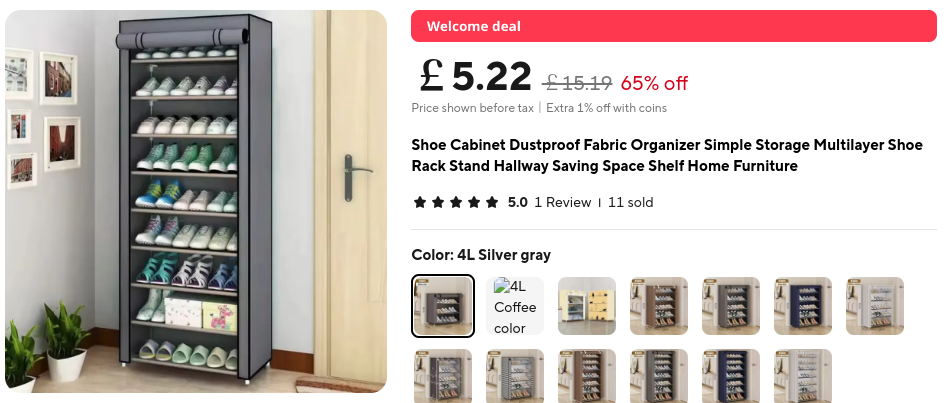 Welcome deal
£5.22 £15.19 65% off
Price shown before tax | Extra 1% off with coins
Shoe Cabinet Dustproof Fabric Organizer Simple Storage Multilayer Shoe
Rack Stand Hallway Saving Space Shelf Home Furniture
5.0 1 Review | 11 sold
Color: 4L Silver gray
4L
Coffee
color